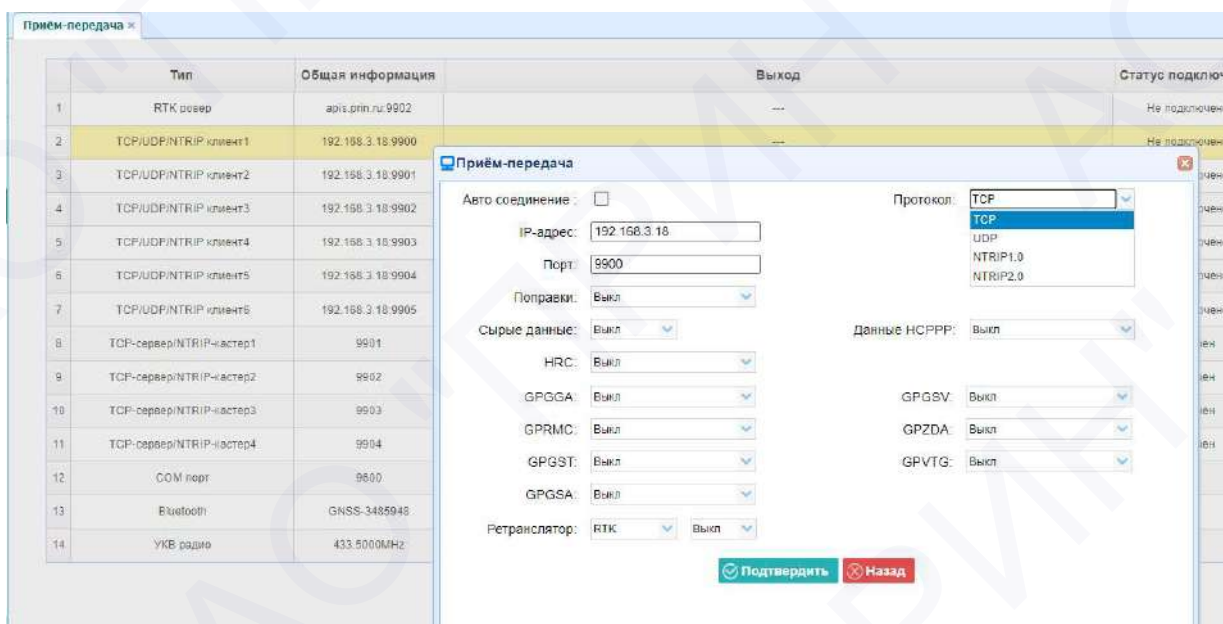 Приём-передача ×
Тип Общая информация Выход Статус подключ
1 RTK ровер apis.prin.ru:9902 --- Не подключен
2 TCP/UDP/NTRIP клиент1 192.168.3.18:9900 --- Не подключен
3 TCP/UDP/NTRIP клиент2 192.168.3.18:9901
4 TCP/UDP/NTRIP клиент3 192.168.3.18:9902
5 TCP/UDP/NTRIP клиент4 192.168.3.18:9903
6 TCP/UDP/NTRIP клиент5 192.168.3.18:9904
7 TCP/UDP/NTRIP клиент6 192.168.3.18:9905
8 TCP-сервер/NTRIP-кастер1 9901
9 TCP-сервер/NTRIP-кастер2 9902
10 TCP-сервер/NTRIP-кастер3 9903
11 TCP-сервер/NTRIP-кастер4 9904
12 COM порт 9600
13 Bluetooth GNSS-3485948
14 УКВ радио 433.5000MHz
Приём-передача
Авто соединение : Протокол: TCP
TCP
UDP
NTRIP1.0
NTRIP2.0
IP-адрес: 192.168.3.18
Порт: 9900
Поправки: Выкл
Сырые данные: Выкл Данные HCPPP: Выкл
HRC: Выкл
GPGGA: Выкл GPGSV: Выкл
GPRMC: Выкл GPZDA: Выкл
GPGST: Выкл GPVTG: Выкл
GPGSA: Выкл
Ретранслятор: RTK Выкл
Подтвердить Назад
АО "ПРИН"